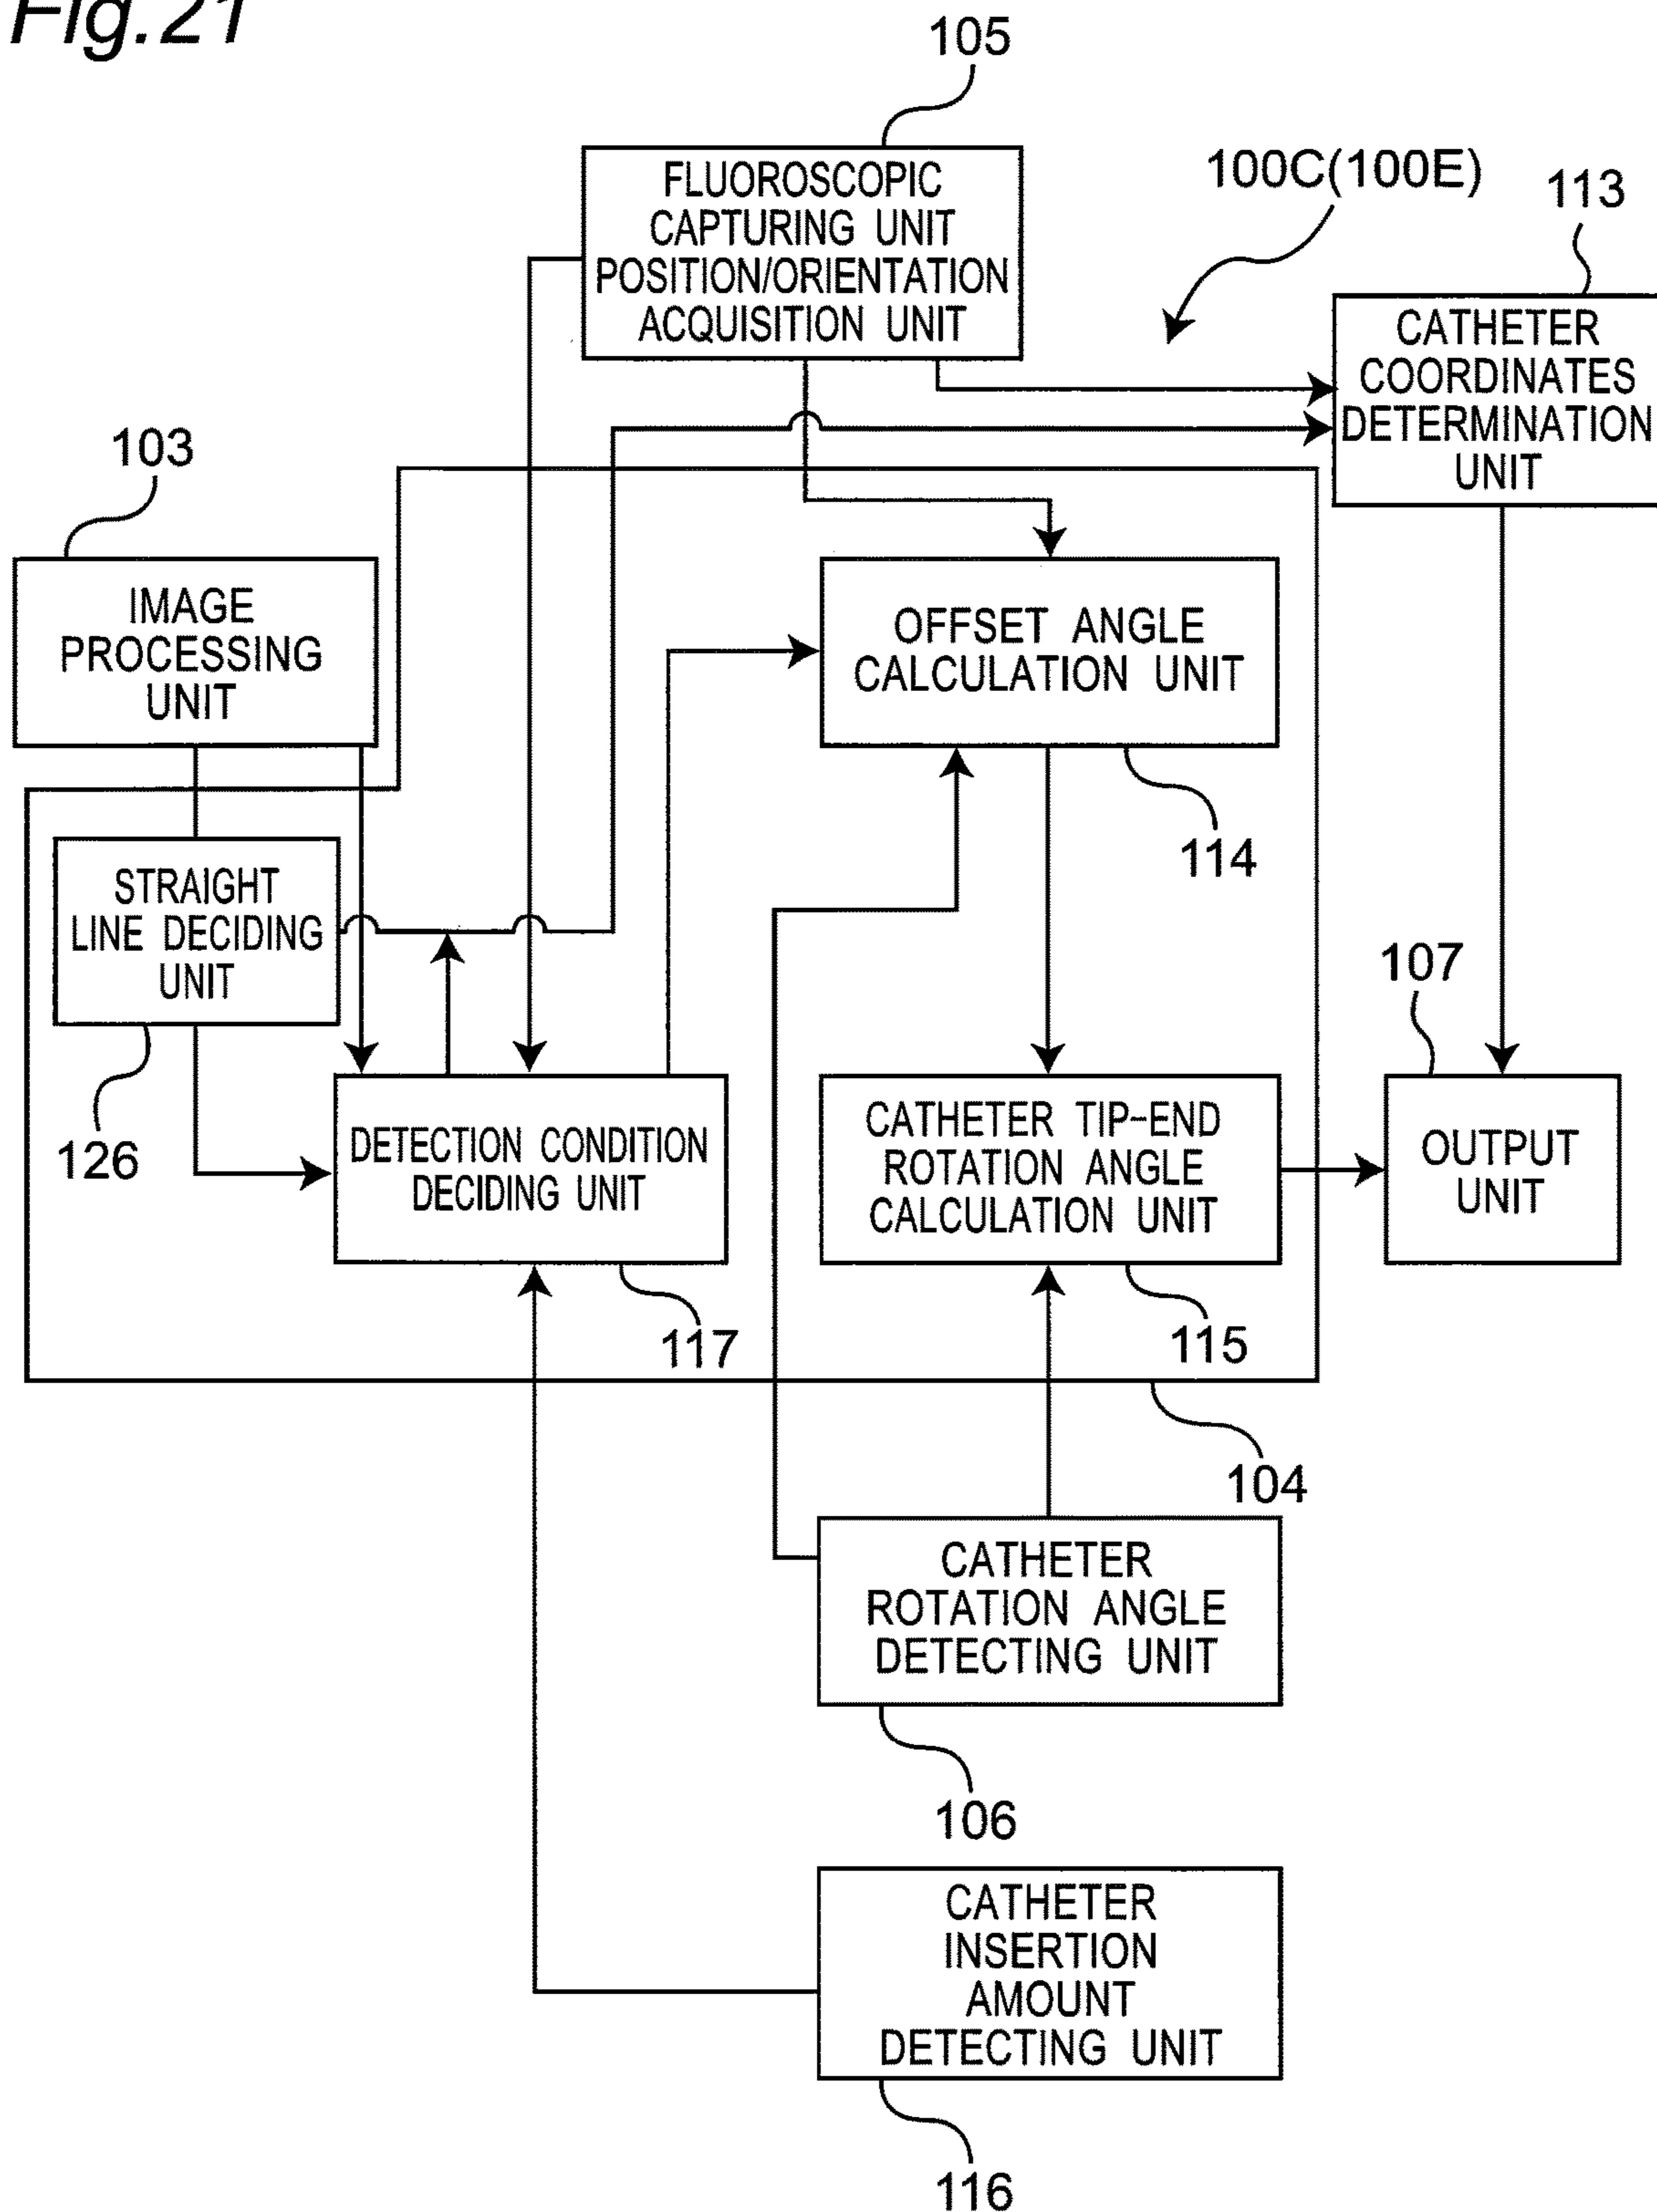 Fig.21
105
FLUOROSCOPIC
CAPTURING UNIT
POSITION/ORIENTATION
ACQUISITION UNIT
100C(100E)
113
CATHETER
COORDINATES
DETERMINATION
UNIT
103
IMAGE
PROCESSING
UNIT
OFFSET ANGLE
CALCULATION UNIT
114
STRAIGHT
LINE DECIDING
UNIT
126
107
DETECTION CONDITION
DECIDING UNIT
117
CATHETER TIP-END
ROTATION ANGLE
CALCULATION UNIT
115
OUTPUT
UNIT
104
CATHETER
ROTATION ANGLE
DETECTING UNIT
106
CATHETER
INSERTION
AMOUNT
DETECTING UNIT
116